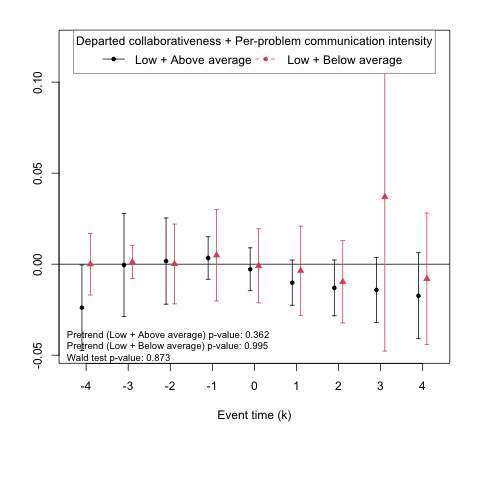 Departed collaborativeness + Per-problem communication intensity
Low + Above average Low + Below average
0.10
0.05
0.00
-0.05
Pretrend (Low + Above average) p-value: 0.362
Pretrend (Low + Below average) p-value: 0.995
Wald test p-value: 0.873
-4 -3 -2 -1 0 1 2 3 4
Event time (k)